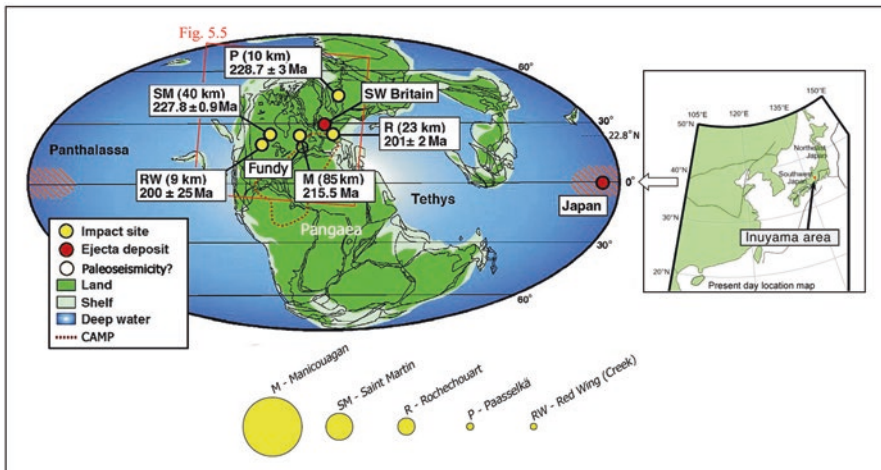 Fig. 5.5
P (10 km)
228.7 ± 3 Ma
SM (40 km)
227.8 ± 0.9 Ma
SW Britain
60°
30°
22.8°N
R (23 km)
201± 2 Ma
Panthalassa
RW (9 km)
200 ± 25 Ma
Fundy
M (85km)
215.5 Ma
Tethys
0°
Japan
Pangaea
30°
60°
Impact site
Ejecta deposit
Paleoseismicity?
Land
Shelf
Deep water
CAMP
105°E
120°E
135°E
150°E
50°N
40°N
30°N
20°N
Northeast
Japan
Southwest
Japan
Inuyama area
Present day location map
M - Manicouagan
SM - Saint Martin
R - Rochechouart
P - Paasselkä
RW - Red Wing (Creek)